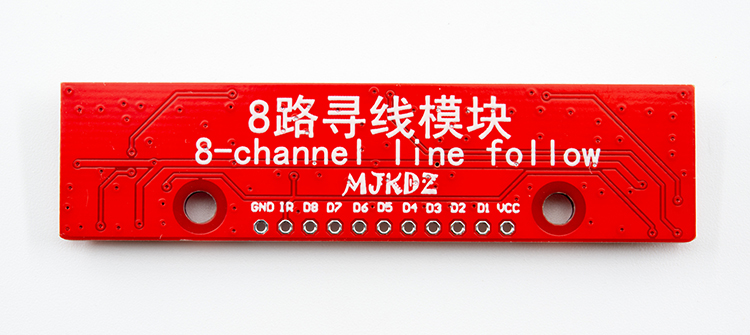 8路寻线模块
8-channel line follow
MJKDZ
GND IR D8 D7 D6 D5 D4 D3 D2 D1 VCC